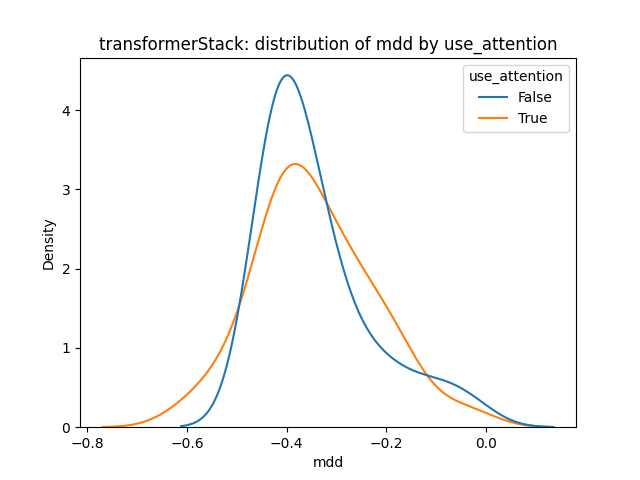 transformerStack: distribution of mdd by use_attention
use_attention
False
True
Density
4
3
2
1
0
−0.8
−0.6
−0.4
−0.2
0.0
mdd